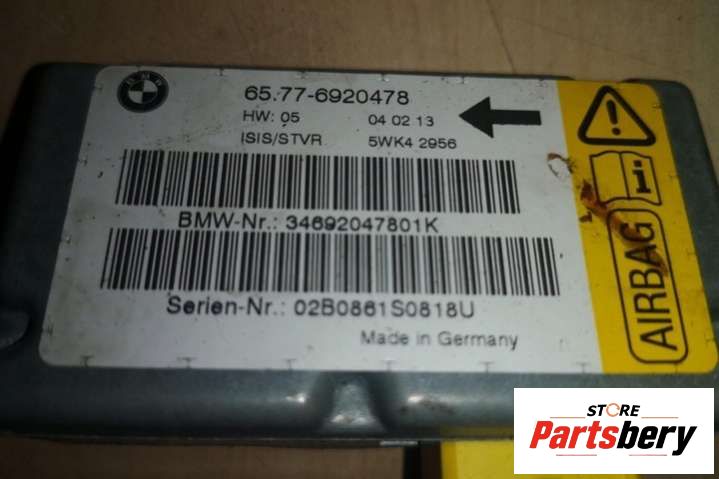 BMW
65.77-6920478
HW: 05 04 02 13
ISIS/STVR 5WK4 2956
BMW-Nr.: 34692047801K
Serien-Nr.: 02B0861S0818U
Made in Germany
AIRBAG
STORE
Partsbery